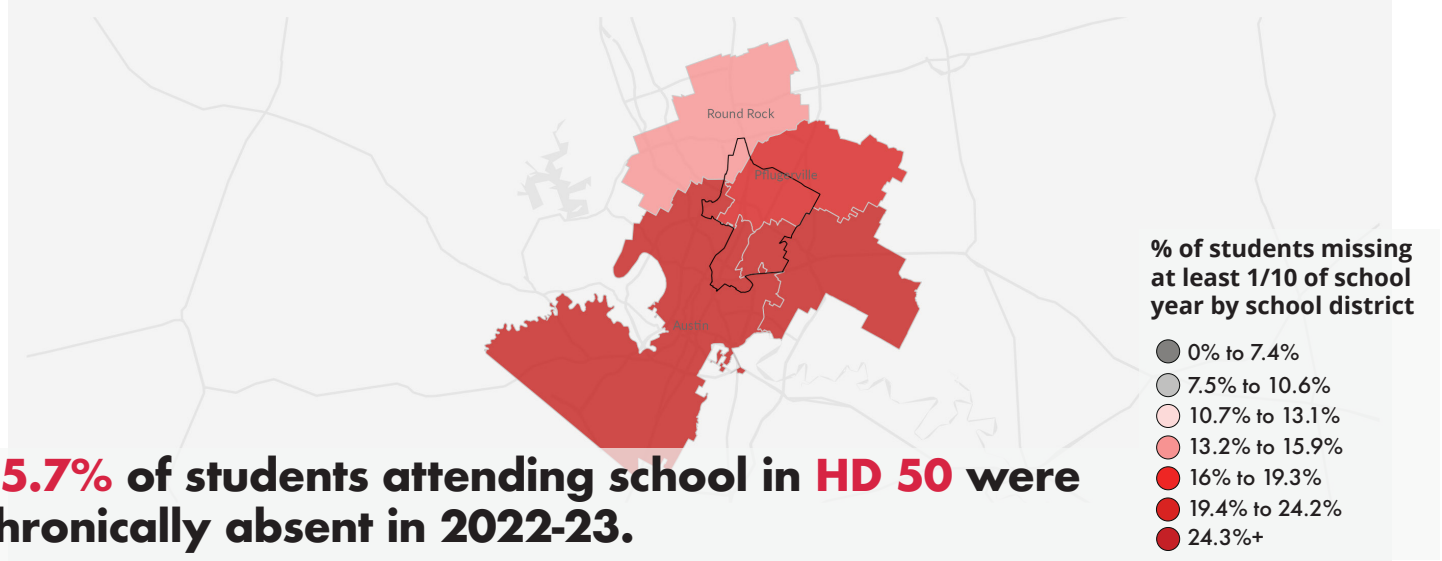 Round Rock
Pflugerville
Austin
% of students missing
at least 1/10 of school
year by school district
0% to 7.4%
7.5% to 10.6%
10.7% to 13.1%
13.2% to 15.9%
16% to 19.3%
19.4% to 24.2%
24.3%+
5.7% of students attending school in HD 50 were
hronically absent in 2022-23.